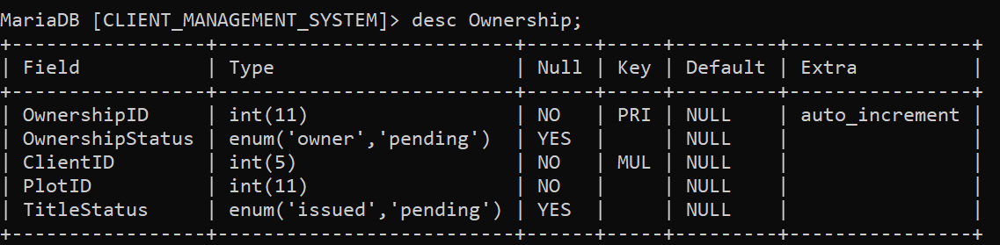 MariaDB [CLIENT_MANAGEMENT_SYSTEM]> desc Ownership;
+-----------------+--------------------------+------+-----+---------+----------------+
| Field           | Type                     | Null | Key | Default | Extra          |
+-----------------+--------------------------+------+-----+---------+----------------+
| OwnershipID     | int(11)                  | NO   | PRI | NULL    | auto_increment |
| OwnershipStatus | enum('owner','pending')  | YES  |     | NULL    |                |
| ClientID        | int(5)                   | NO   | MUL | NULL    |                |
| PlotID          | int(11)                  | NO   |     | NULL    |                |
| TitleStatus     | enum('issued','pending') | YES  |     | NULL    |                |
+-----------------+--------------------------+------+-----+---------+----------------+